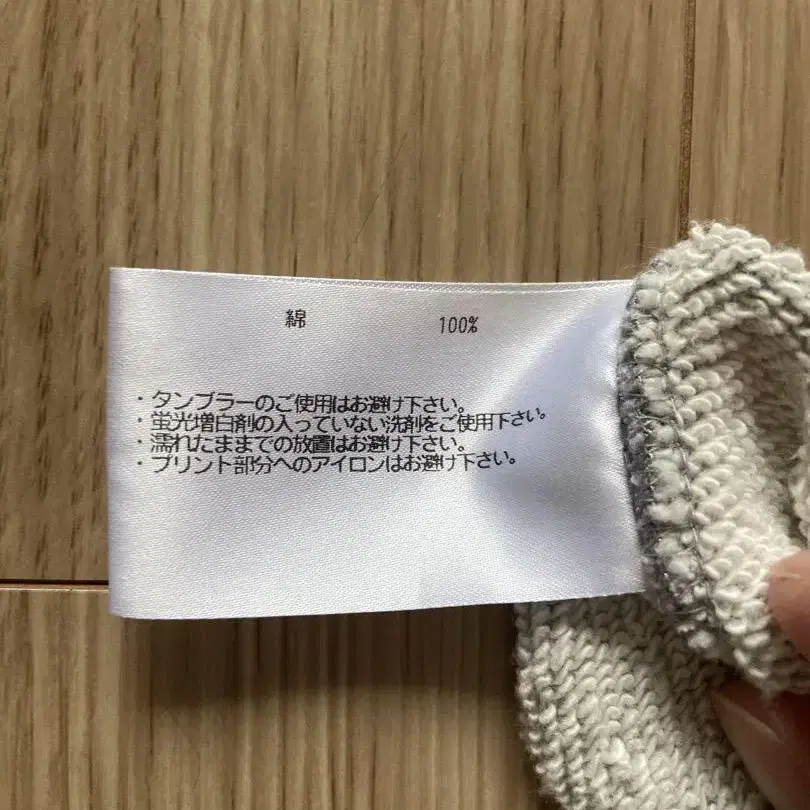 綿 100%
・タンブラーのご使用はお避け下さい。
・蛍光増白剤の入っていない洗剤をご使用下さい。
・濡れたままでの放置はお避け下さい。
・プリント部分へのアイロンはお避け下さい。